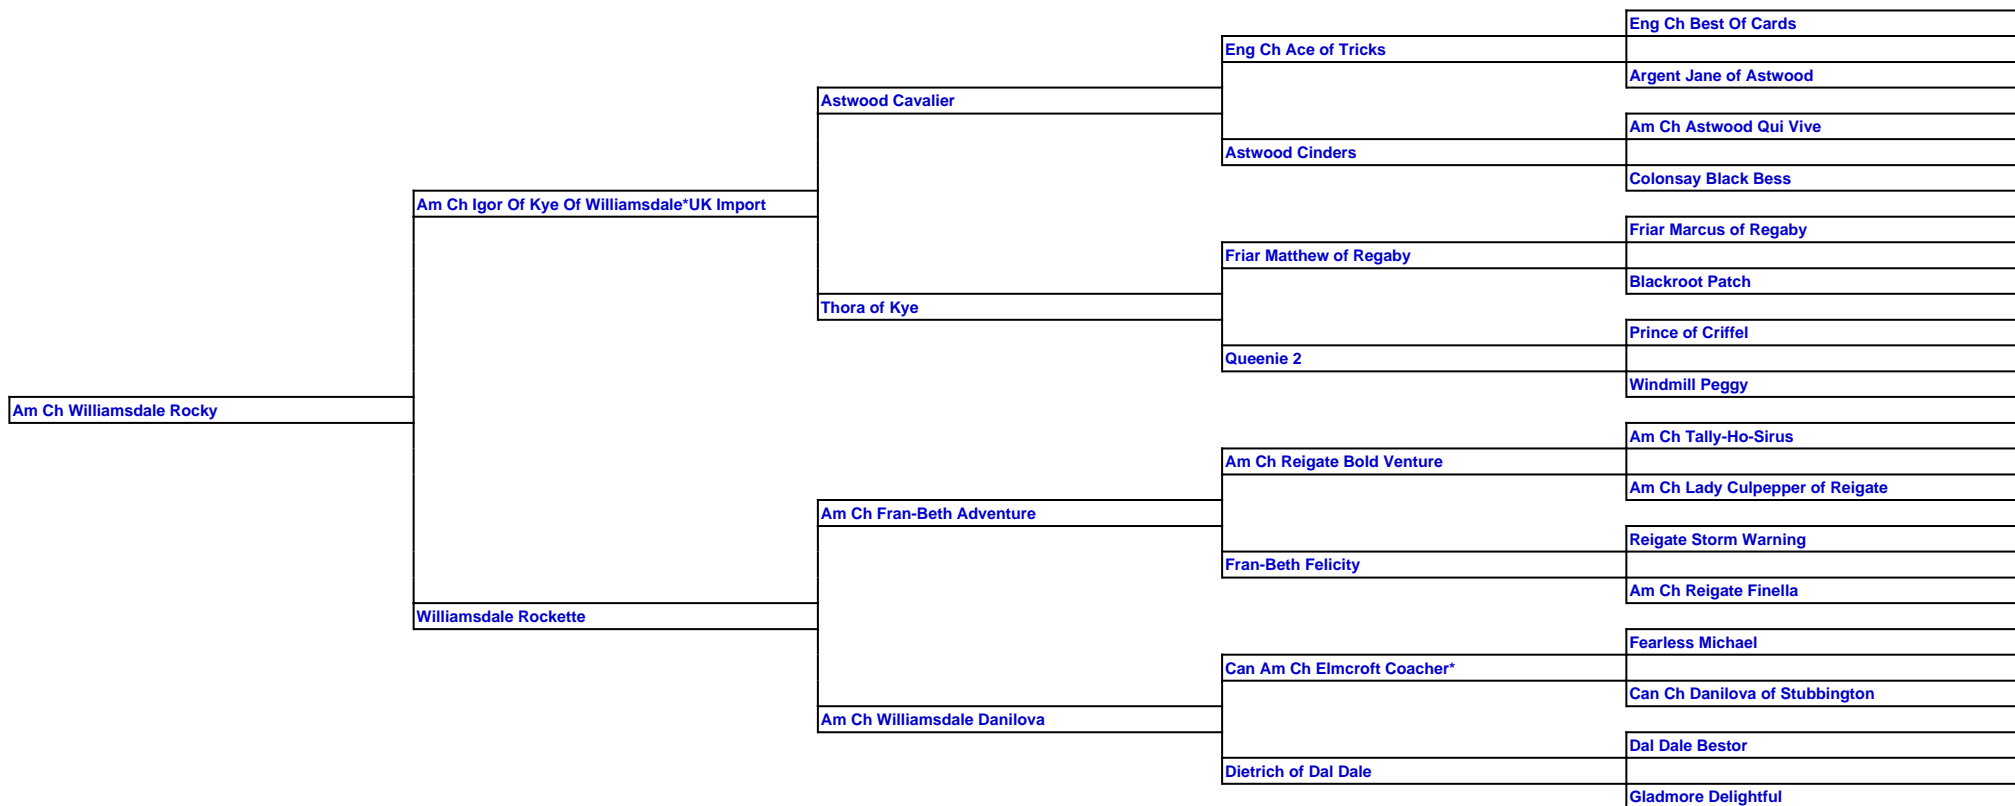 Eng Ch Best Of Cards
Eng Ch Ace of Tricks
Argent Jane of Astwood
Astwood Cavalier
Am Ch Astwood Qui Vive
Astwood Cinders
Colonsay Black Bess
Am Ch Igor Of Kye Of Williamsdale*UK Import
Friar Marcus of Regaby
Friar Matthew of Regaby
Blackroot Patch
Thora of Kye
Prince of Criffel
Queenie 2
Windmill Peggy
Am Ch Williamsdale Rocky
Am Ch Tally-Ho-Sirus
Am Ch Reigate Bold Venture
Am Ch Lady Culpepper of Reigate
Am Ch Fran-Beth Adventure
Reigate Storm Warning
Fran-Beth Felicity
Am Ch Reigate Finella
Williamsdale Rockette
Fearless Michael
Can Am Ch Elmcroft Coacher*
Can Ch Danilova of Stubbington
Am Ch Williamsdale Danilova
Dal Dale Bestor
Dietrich of Dal Dale
Gladmore Delightful